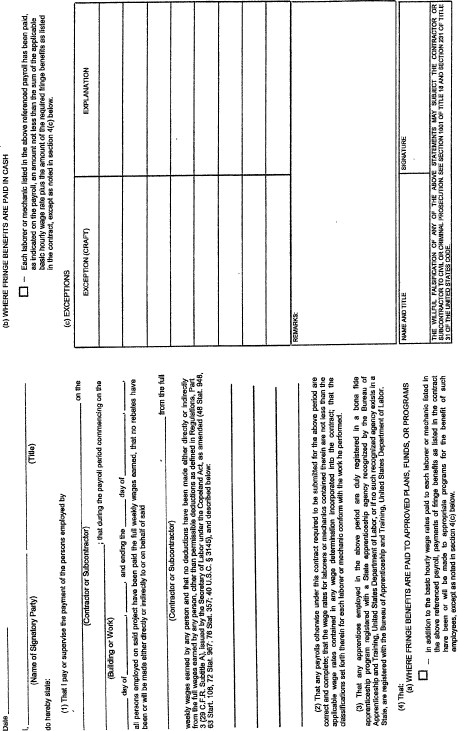 Date
I,
(Name of Signatory Party) (Title)
do hereby state:
(1) That I pay or supervise the payment of the persons employed by
on the
(Contractor or Subcontractor)
; that during the payroll period commencing on the
(Building or Work)
day of , , and ending the day of , ,
all persons employed on said project have been paid the full weekly wages earned, that no rebates have
been or will be made either directly or indirectly to or on behalf of said
from the full
(Contractor or Subcontractor)
weekly wages earned by any person and that no deductions have been made either directly or indirectly
from the full wages earned by any person, other than permissible deductions as defined in Regulations, Part
3 (29 C.F.R. Subtitle A), issued by the Secretary of Labor under the Copeland Act, as amended (48 Stat. 948,
63 Start. 108, 72 Stat. 967; 76 Stat. 357; 40 U.S.C. § 3145), and described below:
(2) That any payrolls otherwise under this contract required to be submitted for the above period are
correct and complete; that the wage rates for laborers or mechanics contained therein are not less than the
applicable wage rates contained in any wage determination incorporated into the contract; that the
classifications set forth therein for each laborer or mechanic conform with the work he performed.
(3) That any apprentices employed in the above period are duly registered in a bona fide
apprenticeship program registered with a State apprenticeship agency recognized by the Bureau of
Apprenticeship and Training, United States Department of Labor, or if no such recognized agency exists in a
State, are registered with the Bureau of Apprenticeship and Training, United States Department of Labor.
(4) That:
(a) WHERE FRINGE BENEFITS ARE PAID TO APPROVED PLANS, FUNDS, OR PROGRAMS
— in addition to the basic hourly wage rates paid to each laborer or mechanic listed in
the above referenced payroll, payments of fringe benefits as listed in the contract
have been or will be made to appropriate programs for the benefit of such
employees, except as noted in section 4(c) below.
(b) WHERE FRINGE BENEFITS ARE PAID IN CASH
— Each laborer or mechanic listed in the above referenced payroll has been paid,
as indicated on the payroll, an amount not less than the sum of the applicable
basic hourly wage rate plus the amount of the required fringe benefits as listed
in the contract, except as noted in section 4(c) below.
(c) EXCEPTIONS
EXCEPTION (CRAFT) EXPLANATION
REMARKS:
NAME AND TITLE SIGNATURE
THE WILLFUL FALSIFICATION OF ANY OF THE ABOVE STATEMENTS MAY SUBJECT THE CONTRACTOR OR
SUBCONTRACTOR TO CIVIL OR CRIMINAL PROSECUTION. SEE SECTION 1001 OF TITLE 18 AND SECTION 231 OF TITLE
31 OF THE UNITED STATES CODE.